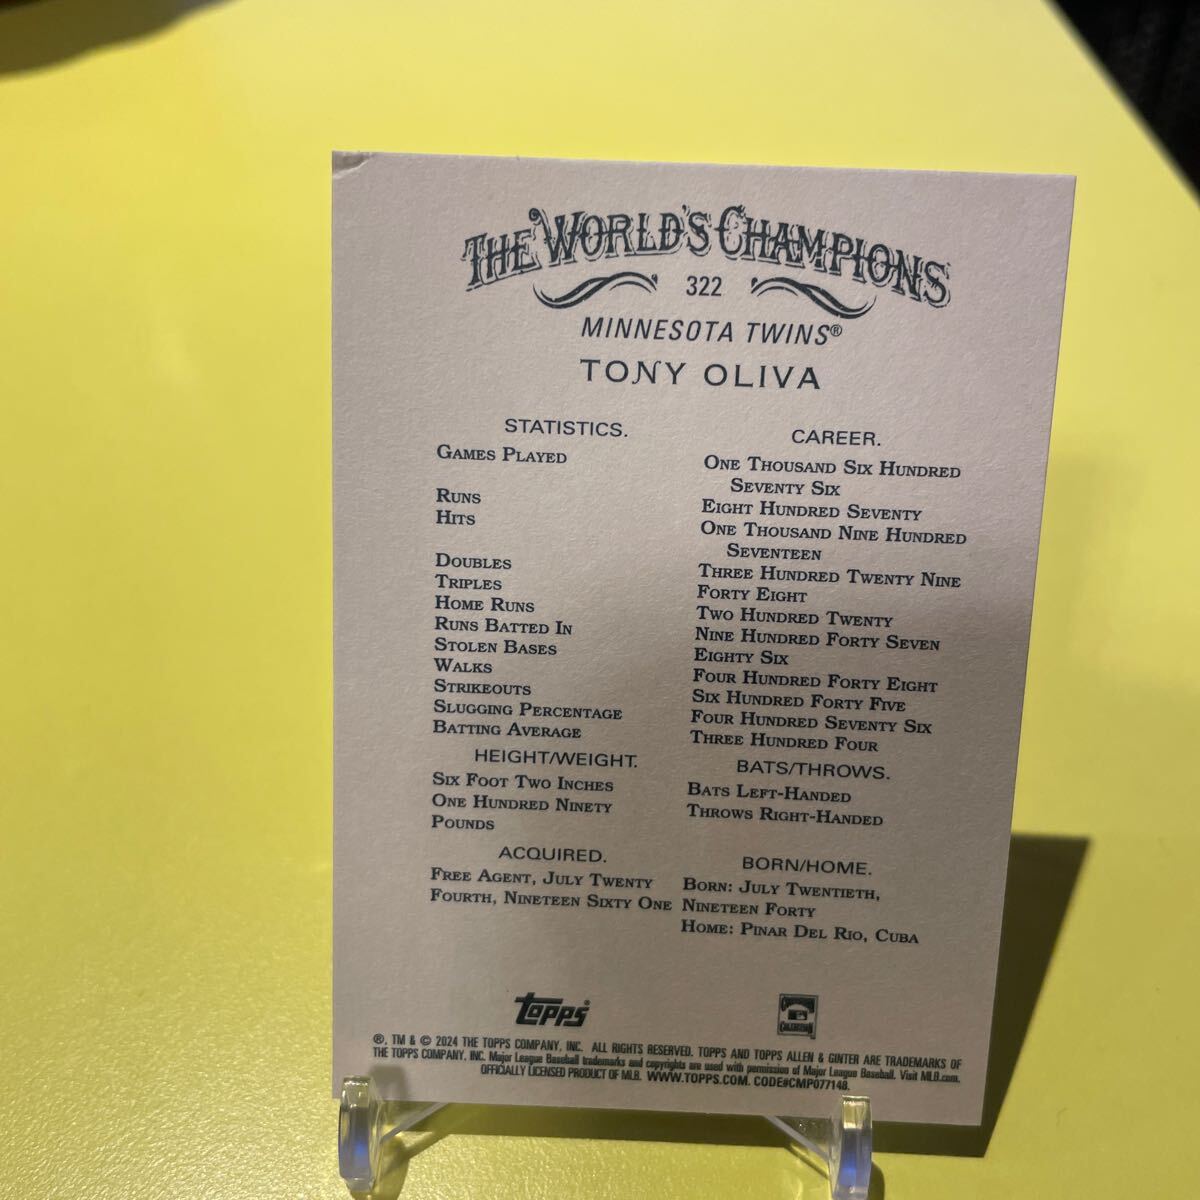 THE WORLD'S CHAMPIONS
322
MINNESOTA TWINS®
TONY OLIVA
STATISTICS.
CAREER.
GAMES PLAYED
ONE THOUSAND SIX HUNDRED
SEVENTY SIX
RUNS
EIGHT HUNDRED SEVENTY
HITS
ONE THOUSAND NINE HUNDRED
SEVENTEEN
DOUBLES
THREE HUNDRED TWENTY NINE
TRIPLES
FORTY EIGHT
HOME RUNS
TWO HUNDRED TWENTY
RUNS BATTED IN
NINE HUNDRED FORTY SEVEN
STOLEN BASES
EIGHTY SIX
WALKS
FOUR HUNDRED FORTY EIGHT
STRIKEOUTS
SIX HUNDRED FORTY FIVE
SLUGGING PERCENTAGE
FOUR HUNDRED SEVENTY SIX
BATTING AVERAGE
THREE HUNDRED FOUR
HEIGHT/WEIGHT.
SIX FOOT TWO INCHES
ONE HUNDRED NINETY
POUNDS
BATS/THROWS.
BATS LEFT-HANDED
THROWS RIGHT-HANDED
ACQUIRED.
FREE AGENT, JULY TWENTY
FOURTH, NINETEEN SIXTY ONE
BORN/HOME.
BORN: JULY TWENTIETH,
NINETEEN FORTY
HOME: PINAR DEL RIO, CUBA
Topps®
COOPERSTOWN COLLECTION
®, TM & © 2024 THE TOPPS COMPANY, INC. ALL RIGHTS RESERVED. TOPPS AND TOPPS ALLEN & GINTER ARE TRADEMARKS OF
THE TOPPS COMPANY, INC. Major League Baseball trademarks and copyrights are used with permission of Major League Baseball. Visit MLB.com.
OFFICIALLY LICENSED PRODUCT OF MLB. WWW.TOPPS.COM. CODE#CMP077148.